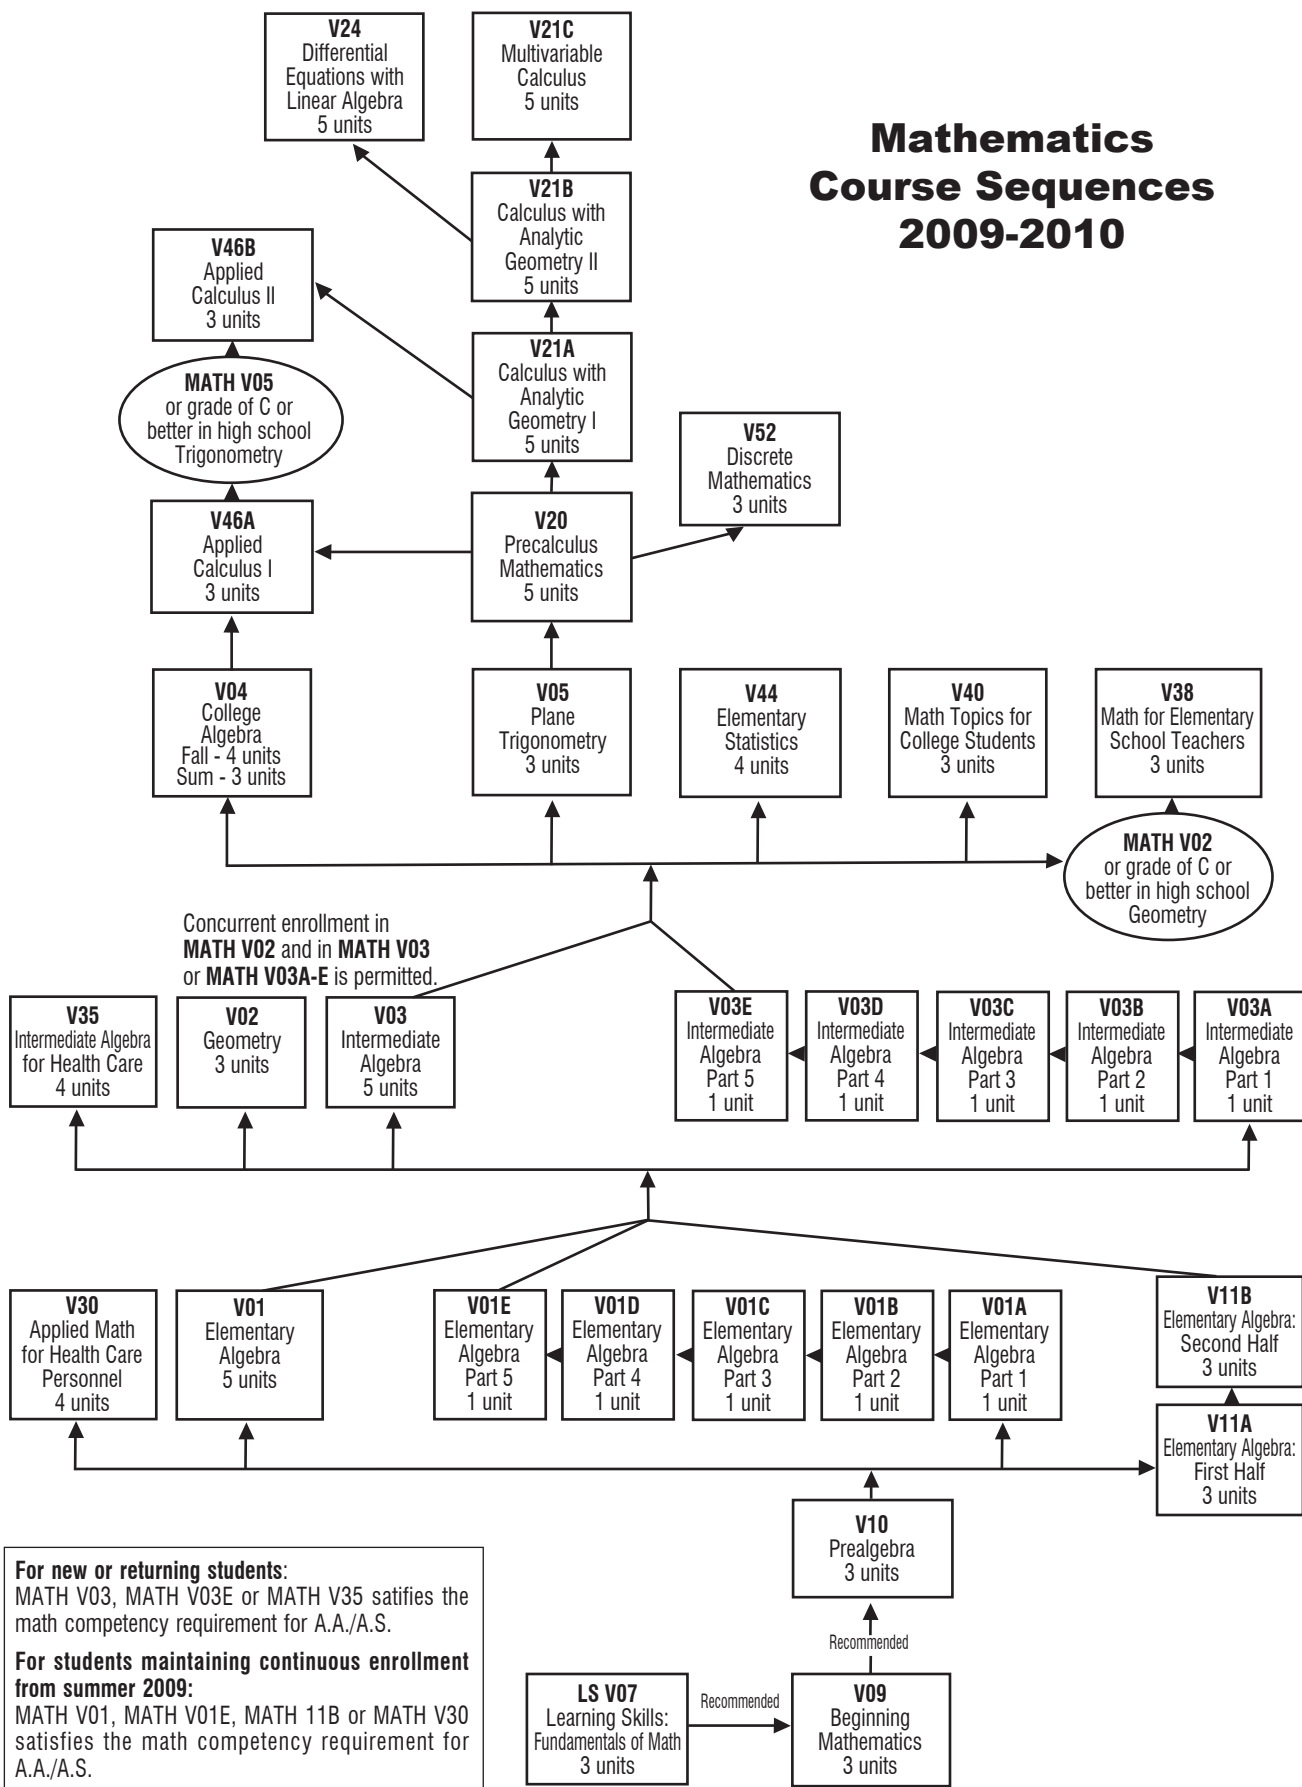 V24
Differential
Equations with
Linear Algebra
5 units
V21C
Multivariable
Calculus
5 units
Mathematics
Course Sequences
2009-2010
V21B
Calculus with
Analytic
Geometry II
5 units
V46B
Applied
Calculus II
3 units
V21A
Calculus with
Analytic
Geometry I
5 units
MATH V05
or grade of C or
better in high school
Trigonometry
V52
Discrete
Mathematics
3 units
V46A
Applied
Calculus I
3 units
V20
Precalculus
Mathematics
5 units
V04
College
Algebra
Fall - 4 units
Sum - 3 units
V05
Plane
Trigonometry
3 units
V44
Elementary
Statistics
4 units
V40
Math Topics for
College Students
3 units
V38
Math for Elementary
School Teachers
3 units
MATH V02
or grade of C or
better in high school
Geometry
Concurrent enrollment in
MATH V02 and in MATH V03
or MATH V03A-E is permitted.
V35
Intermediate Algebra
for Health Care
4 units
V02
Geometry
3 units
V03
Intermediate
Algebra
5 units
V03E
Intermediate
Algebra
Part 5
1 unit
V03D
Intermediate
Algebra
Part 4
1 unit
V03C
Intermediate
Algebra
Part 3
1 unit
V03B
Intermediate
Algebra
Part 2
1 unit
V03A
Intermediate
Algebra
Part 1
1 unit
V30
Applied Math
for Health Care
Personnel
4 units
V01
Elementary
Algebra
5 units
V01E
Elementary
Algebra
Part 5
1 unit
V01D
Elementary
Algebra
Part 4
1 unit
V01C
Elementary
Algebra
Part 3
1 unit
V01B
Elementary
Algebra
Part 2
1 unit
V01A
Elementary
Algebra
Part 1
1 unit
V11B
Elementary Algebra:
Second Half
3 units
V11A
Elementary Algebra:
First Half
3 units
V10
Prealgebra
3 units
Recommended
LS V07
Learning Skills:
Fundamentals of Math
3 units
Recommended
V09
Beginning
Mathematics
3 units
For new or returning students:
MATH V03, MATH V03E or MATH V35 satifies the
math competency requirement for A.A./A.S.
For students maintaining continuous enrollment
from summer 2009:
MATH V01, MATH V01E, MATH 11B or MATH V30
satisfies the math competency requirement for
A.A./A.S.